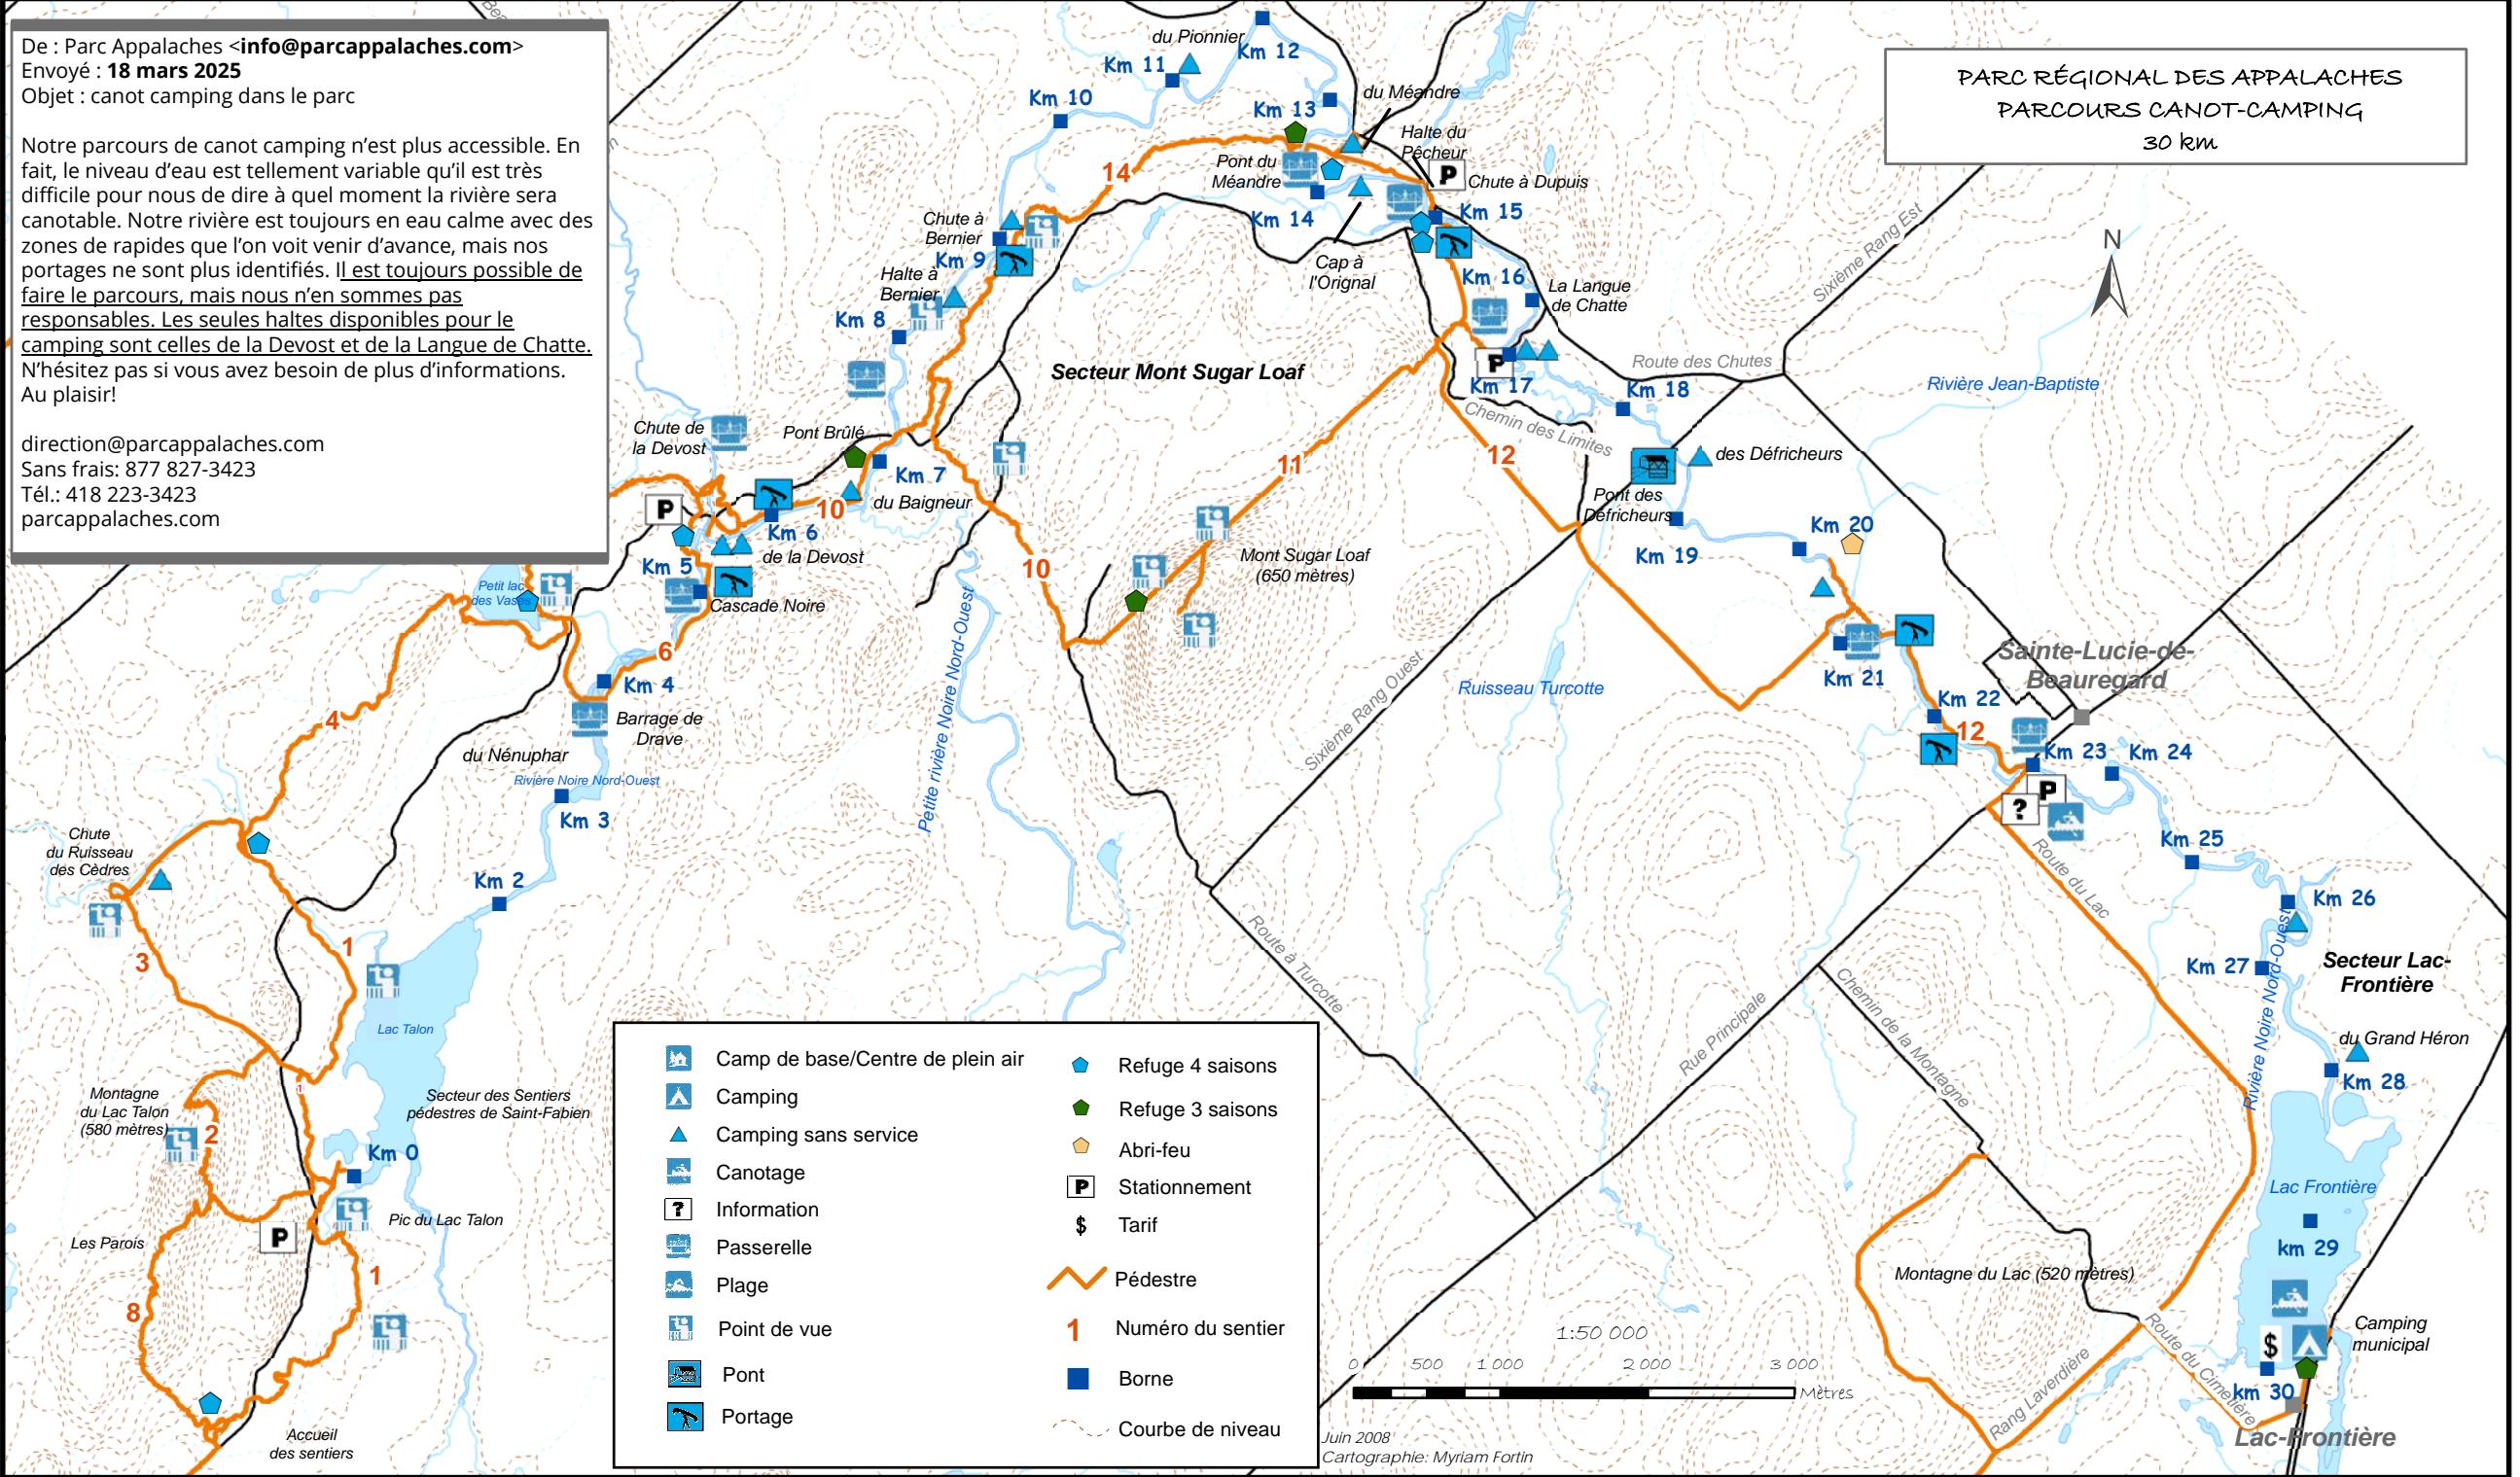 De : Parc Appalaches <info@parcappalaches.com>
Envoyé : 18 mars 2025
Objet : canot camping dans le parc
Notre parcours de canot camping n’est plus accessible. En
fait, le niveau d’eau est tellement variable qu’il est très
difficile pour nous de dire à quel moment la rivière sera
canotable. Notre rivière est toujours en eau calme avec des
zones de rapides que l’on voit venir d’avance, mais nos
portages ne sont plus identifiés. Il est toujours possible de
faire le parcours, mais nous n’en sommes pas
responsables. Les seules haltes disponibles pour le
camping sont celles de la Devost et de la Langue de Chatte.
N’hésitez pas si vous avez besoin de plus d’informations.
Au plaisir!
direction@parcappalaches.com
Sans frais: 877 827-3423
Tél.: 418 223-3423
parcappalaches.com
PARC RÉGIONAL DES APPALACHES
PARCOURS CANOT-CAMPING
30 km
N
du Pionnier
Km 12
Km 11
Km 10
Km 13
du Méandre
Halte du
Pêcheur
P
Pont du
Méandre
Chute à Dupuis
14
Km 14
Km 15
Chute à
Bernier
Km 9
Cap à
l'Orignal
Km 16
La Langue
de Chatte
Halte à
Bernier
Km 8
Sixième Rang Est
Route des Chutes
Rivière Jean-Baptiste
Secteur Mont Sugar Loaf
P
Km 17
Km 18
Chemin des Limites
Chute de
la Devost
Pont Brûlé
Km 7
11
12
des Défricheurs
P
10
du Baigneur
Km 6
de la Devost
Pont des
Défricheurs
Km 19
Km 20
Km 5
Cascade Noire
10
Mont Sugar Loaf
(650 mètres)
Petit lac
des Vases
6
Km 4
Barrage de
Drave
4
du Nénuphar
Rivière Noire Nord-Ouest
Km 3
Petite rivière Noire Nord-Ouest
Sixième Rang Ouest
Ruisseau Turcotte
Km 21
Sainte-Lucie-de-
Beauregard
Km 22
12
Km 23
Km 24
P
?
Chute
du Ruisseau
des Cèdres
Km 2
Km 25
Route du Lac
Km 26
3
1
Route à Turcotte
Km 27
Secteur Lac-
Frontière
Rivière Noire Nord-Ouest
Lac Talon
Rue Principale
Chemin de la Montagne
du Grand Héron
Km 28
1
Montagne
du Lac Talon
(580 mètres)
2
Secteur des Sentiers
pédestres de Saint-Fabien
Km 0
Pic du Lac Talon
P
Les Parois
1
8
Accueil
des sentiers
Lac Frontière
km 29
Montagne du Lac (520 mètres)
Camping
municipal
$
km 30
Route du Cimetière
Rang Laverdière
Lac-Frontière
Camp de base/Centre de plein air
Camping
Camping sans service
Canotage
? Information
Passerelle
Plage
Point de vue
Pont
Portage
Refuge 4 saisons
Refuge 3 saisons
Abri-feu
P Stationnement
$ Tarif
Pédestre
1 Numéro du sentier
Borne
Courbe de niveau
1:50 000
0 500 1 000 2 000 3 000
Mètres
Juin 2008
Cartographie: Myriam Fortin